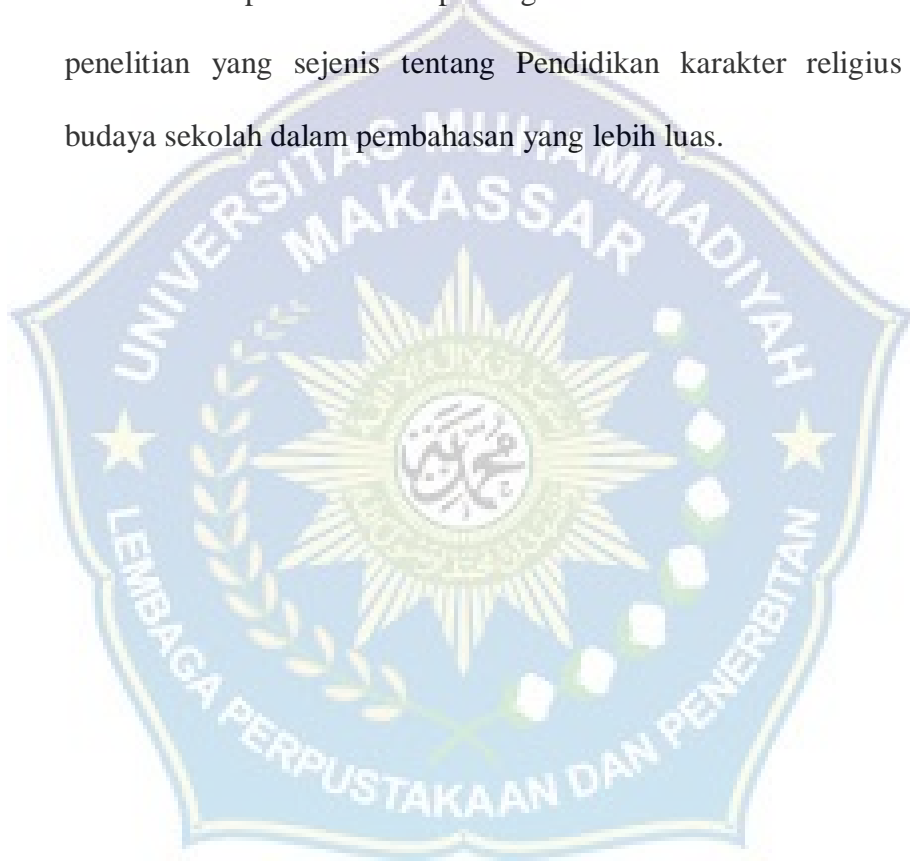 penelitian yang sejenis tentang Pendidikan karakter religius
budaya sekolah dalam pembahasan yang lebih luas.
UNIVERSITAS MUHAMMADIYAH
MAKASSAR
LEMBAGA PERPUSTAKAAN DAN PENERBITAN